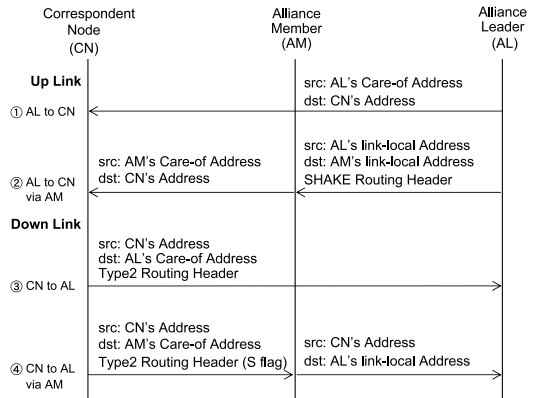 Correspondent
Node
(CN)
Alliance
Member
(AM)
Alliance
Leader
(AL)
Up Link
src: AL's Care-of Address
dst: CN's Address
① AL to CN
src: AL's link-local Address
dst: AM's link-local Address
SHAKE Routing Header
src: AM's Care-of Address
dst: CN's Address
② AL to CN
via AM
Down Link
src: CN's Address
dst: AL's Care-of Address
Type2 Routing Header
③ CN to AL
src: CN's Address
dst: AM's Care-of Address
Type2 Routing Header (S flag)
src: CN's Address
dst: AL's link-local Address
④ CN to AL
via AM